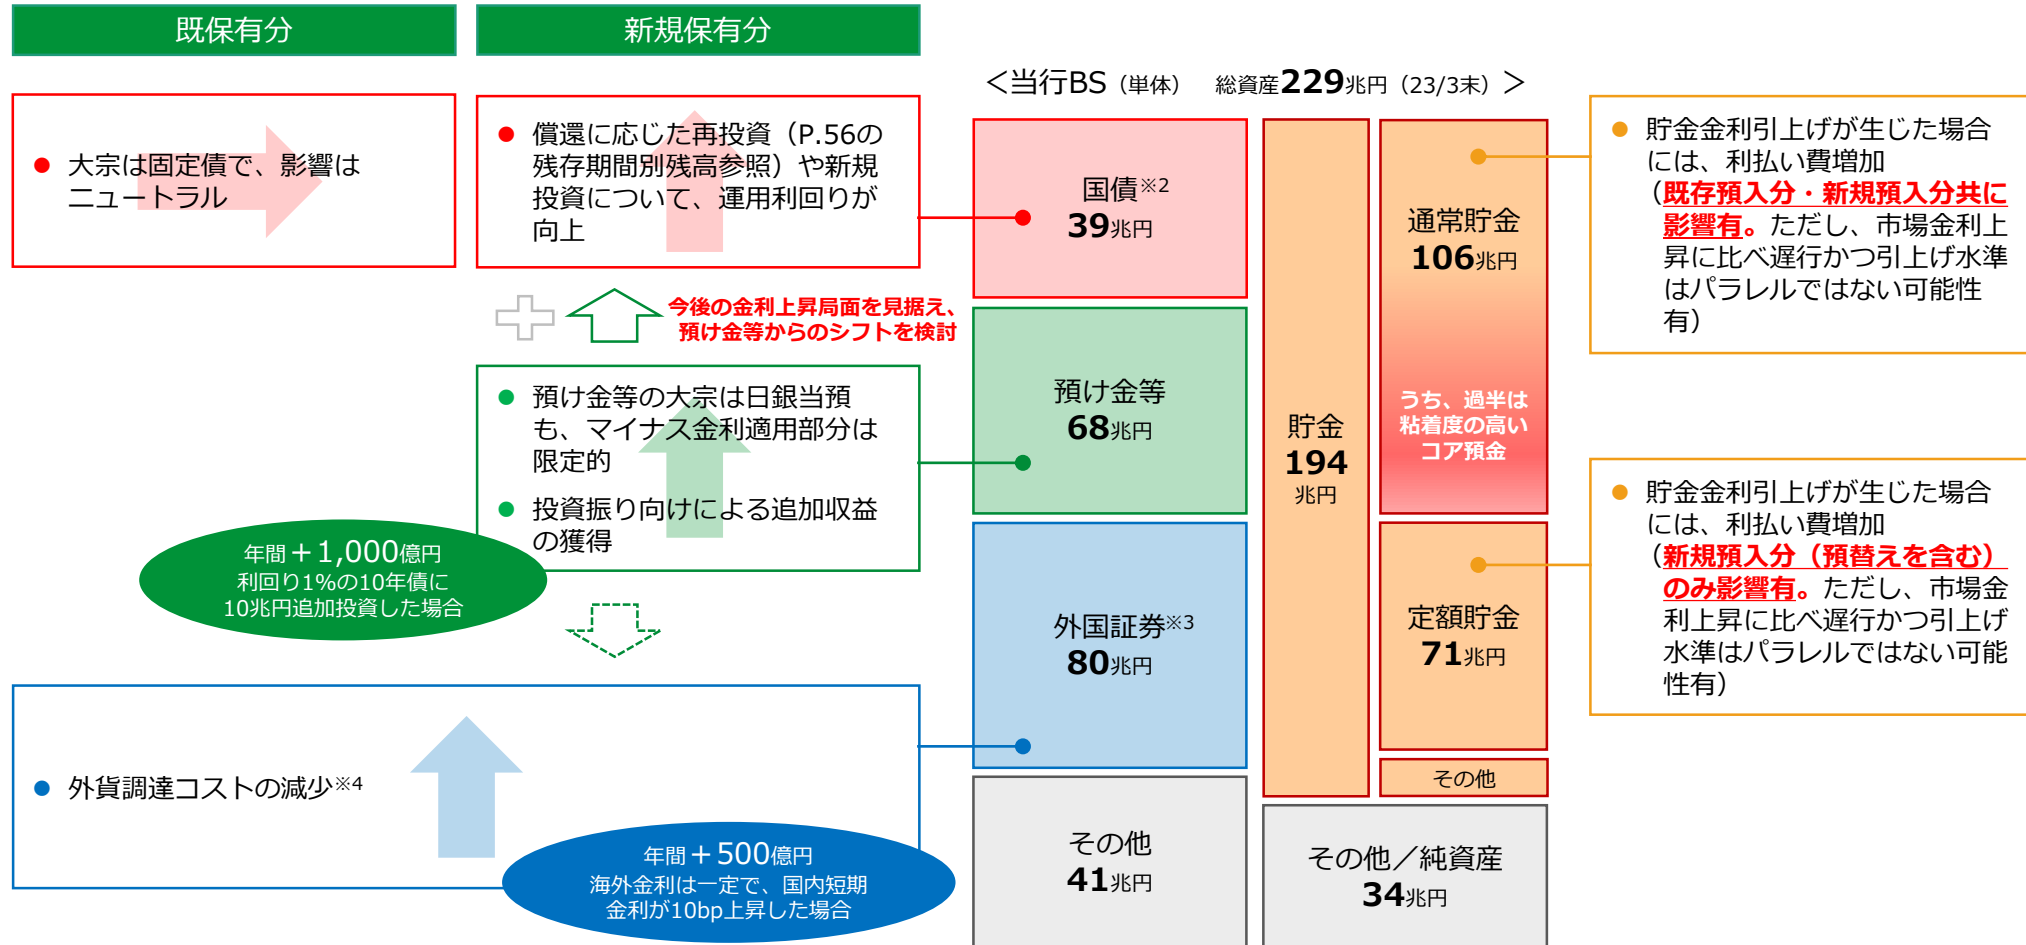 既保有分
新規保有分
＜当行BS（単体） 総資産229兆円（23/3末）＞
● 大宗は固定債で、影響は
ニュートラル
● 償還に応じた再投資（P.56の
残存期間別残高参照）や新規
投資について、運用利回りが
向上
今後の金利上昇局面を見据え、
預け金等からのシフトを検討
● 預け金等の大宗は日銀当預
も、マイナス金利適用部分は
限定的
● 投資振り向けによる追加収益
の獲得
年間＋1,000億円
利回り1%の10年債に
10兆円追加投資した場合
● 外貨調達コストの減少※4
年間＋500億円
海外金利は一定で、国内短期
金利が10bp上昇した場合
国債※2
39兆円
預け金等
68兆円
外国証券※3
80兆円
その他
41兆円
貯金
194
兆円
通常貯金
106兆円
うち、過半は
粘着度の高い
コア預金
定額貯金
71兆円
その他
その他／純資産
34兆円
● 貯金金利引上げが生じた場合
には、利払い費増加
（既存預入分・新規預入分共に
影響有。ただし、市場金利上
昇に比べ遅行かつ引上げ水準
はパラレルではない可能性
有）
● 貯金金利引上げが生じた場合
には、利払い費増加
（新規預入分（預替えを含む）
のみ影響有。ただし、市場金
利上昇に比べ遅行かつ引上げ
水準はパラレルではない可能
性有）